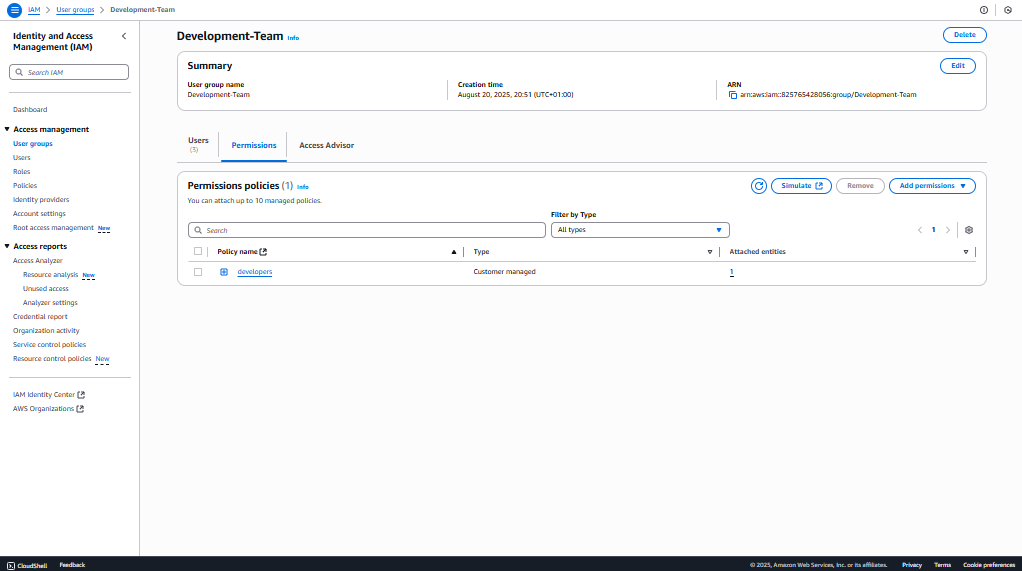 IAM > User groups > Development-Team
Identity and Access Management (IAM)
Search IAM
Dashboard
Access management
User groups
Users
Roles
Policies
Identity providers
Account settings
Root access management New
Access reports
Access Analyzer
Resource analysis New
Unused access
Analyzer settings
Credential report
Organization activity
Service control policies
Resource control policies New
IAM Identity Center
AWS Organizations
Development-Team Info
Delete
Summary
Edit
User group name
Development-Team
Creation time
August 20, 2025, 20:51 (UTC+01:00)
ARN
arn:aws:iam::825765428056:group/Development-Team
Users
Permissions
Access Advisor
Permissions policies (1) Info
Simulate
Remove
Add permissions
You can attach up to 10 managed policies.
Filter by Type
Search
All types
1
Policy name
Type
Attached entities
developers
Customer managed
1
CloudShell
Feedback
© 2025, Amazon Web Services, Inc. or its affiliates.
Privacy
Terms
Cookie preferences